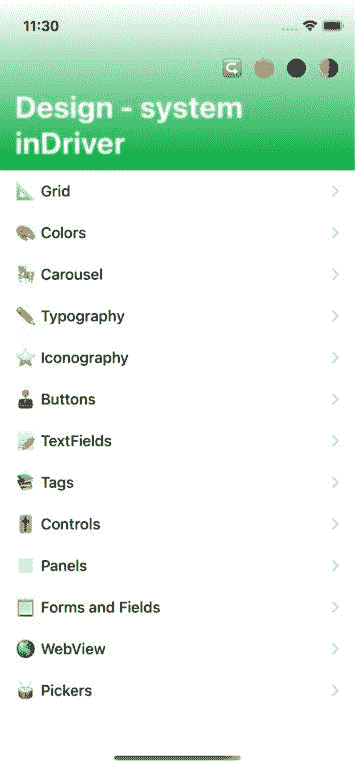 11:30
Design - system
inDriver
Grid
Colors
Carousel
Typography
Iconography
Buttons
TextFields
Tags
Controls
Panels
Forms and Fields
WebView
Pickers